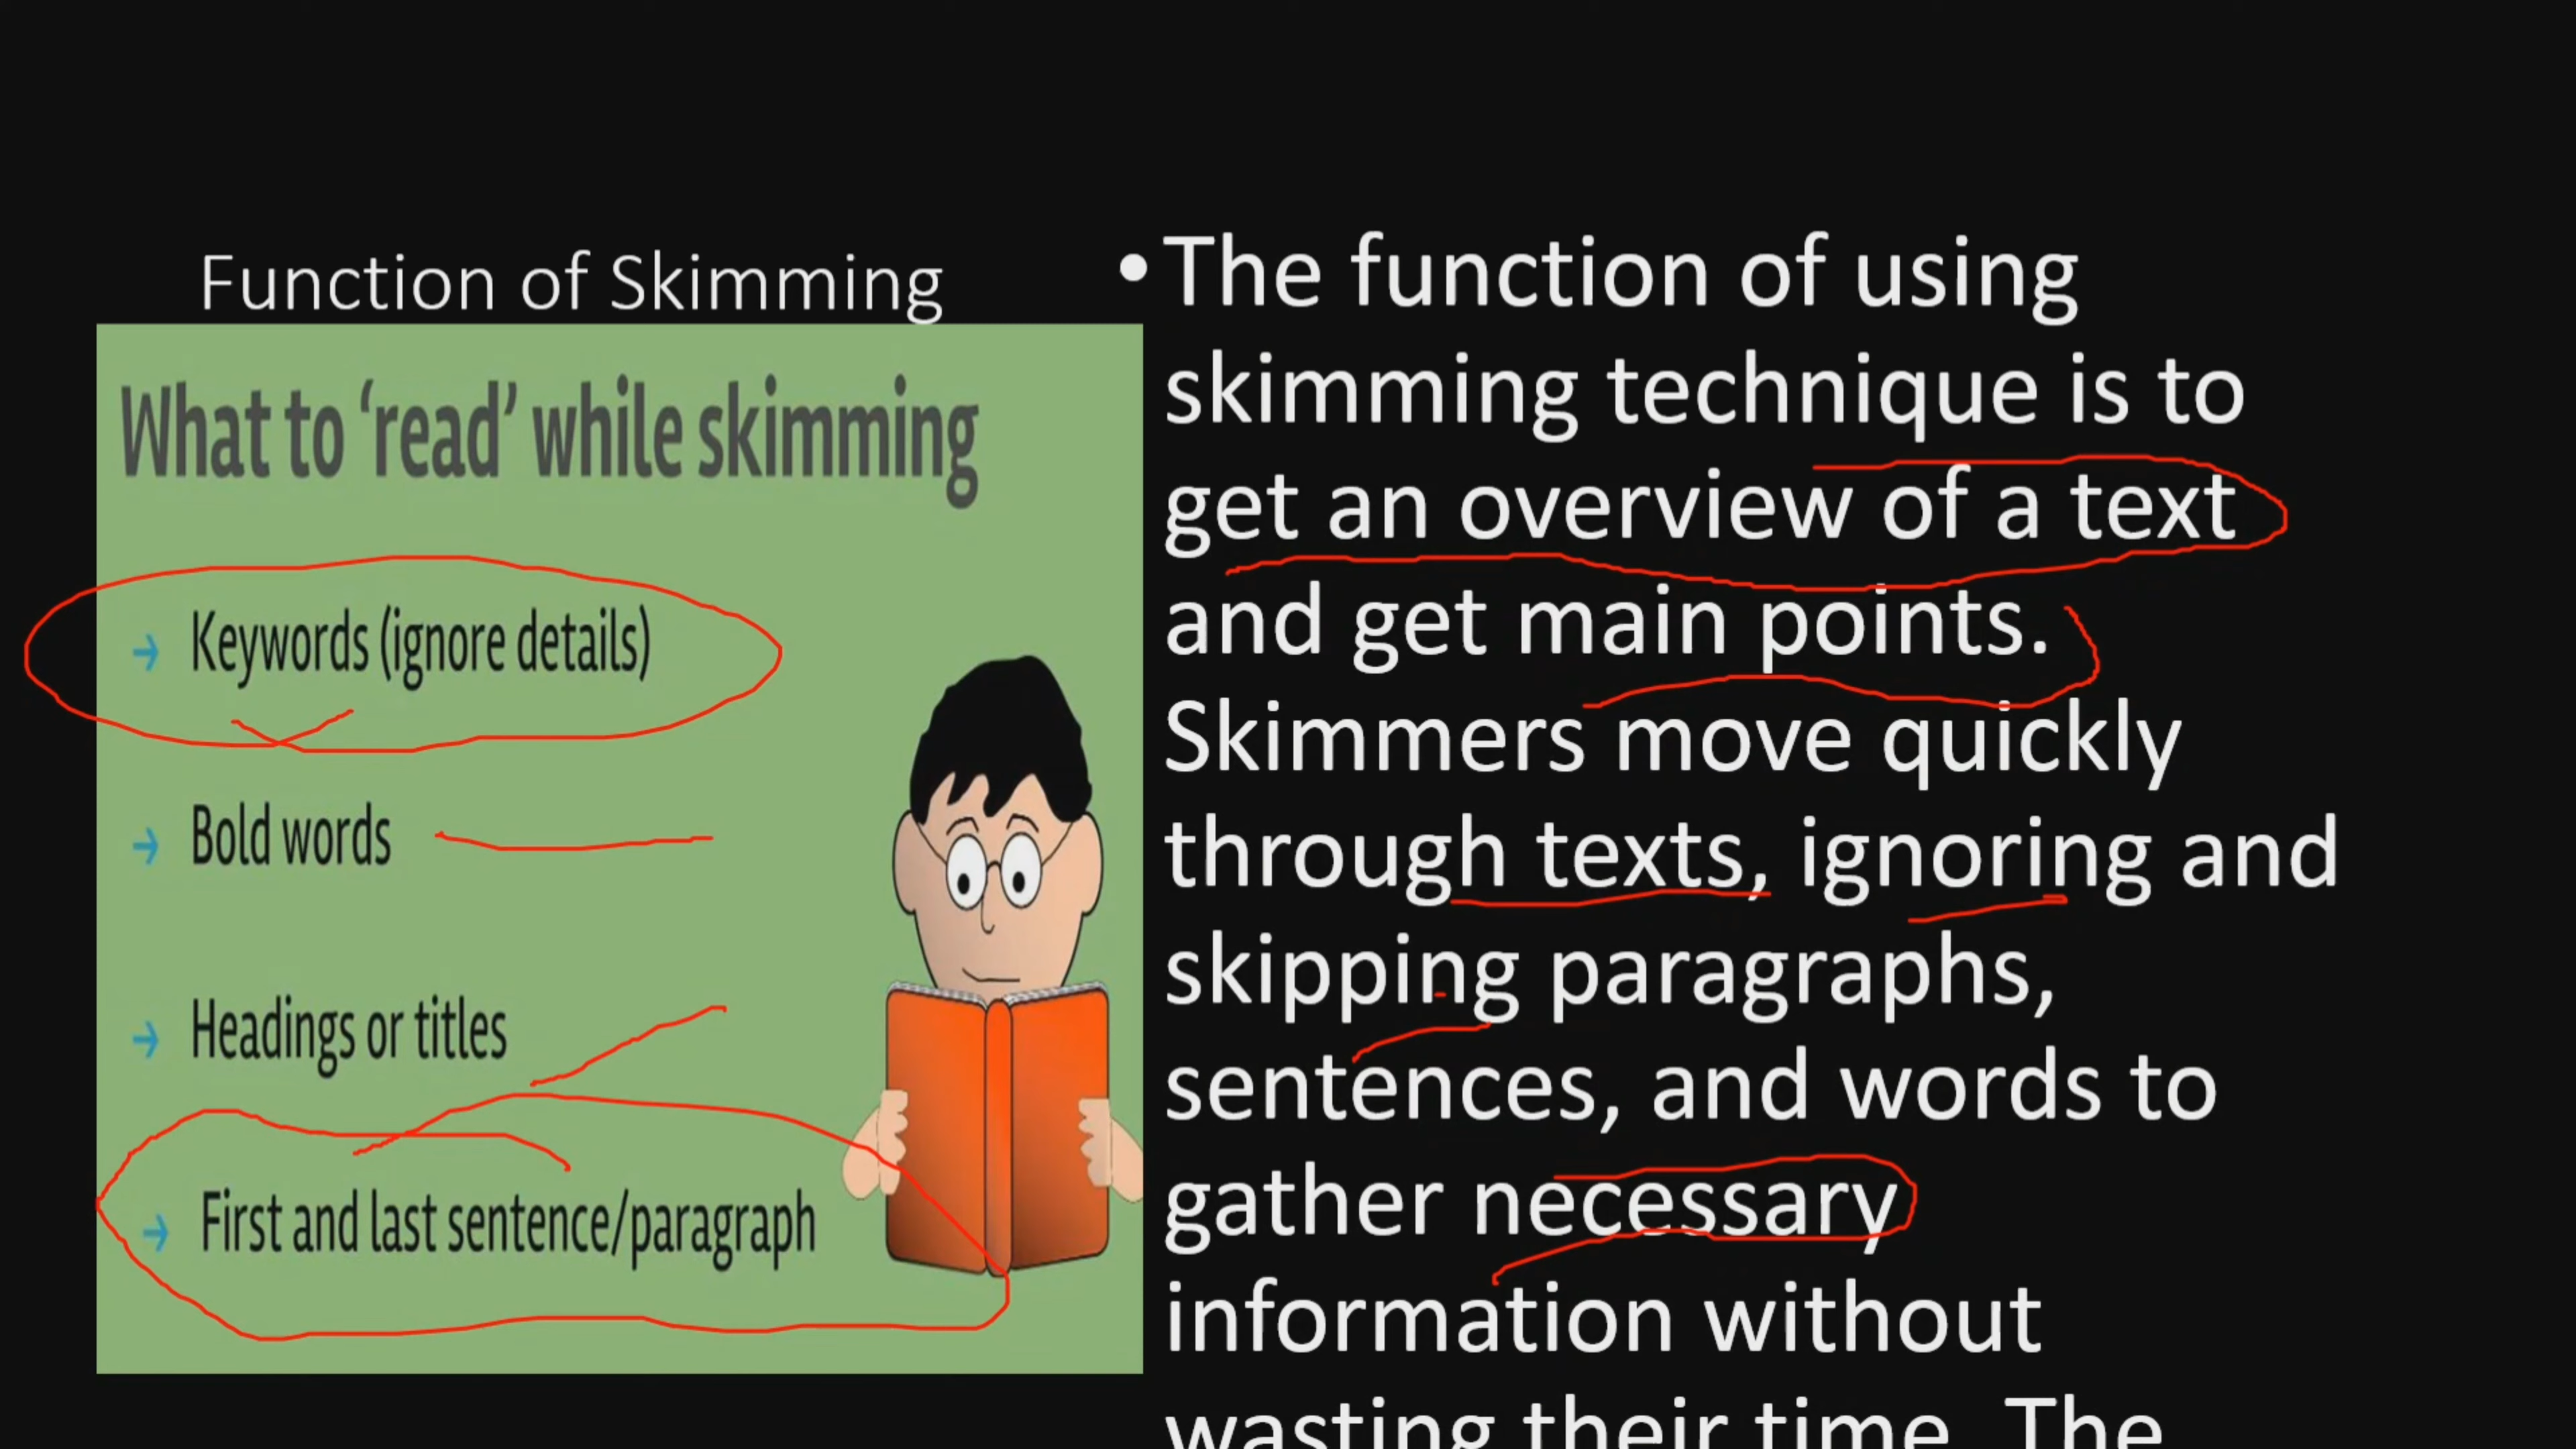 Function of Skimming
What to ‘read’ while skimming
→ Keywords (ignore details)
→ Bold words
→ Headings or titles
→ First and last sentence/paragraph
•The function of using
skimming technique is to
get an overview of a text
and get main points.
Skimmers move quickly
through texts, ignoring and
skipping paragraphs,
sentences, and words to
gather necessary
information without
wasting their time. The